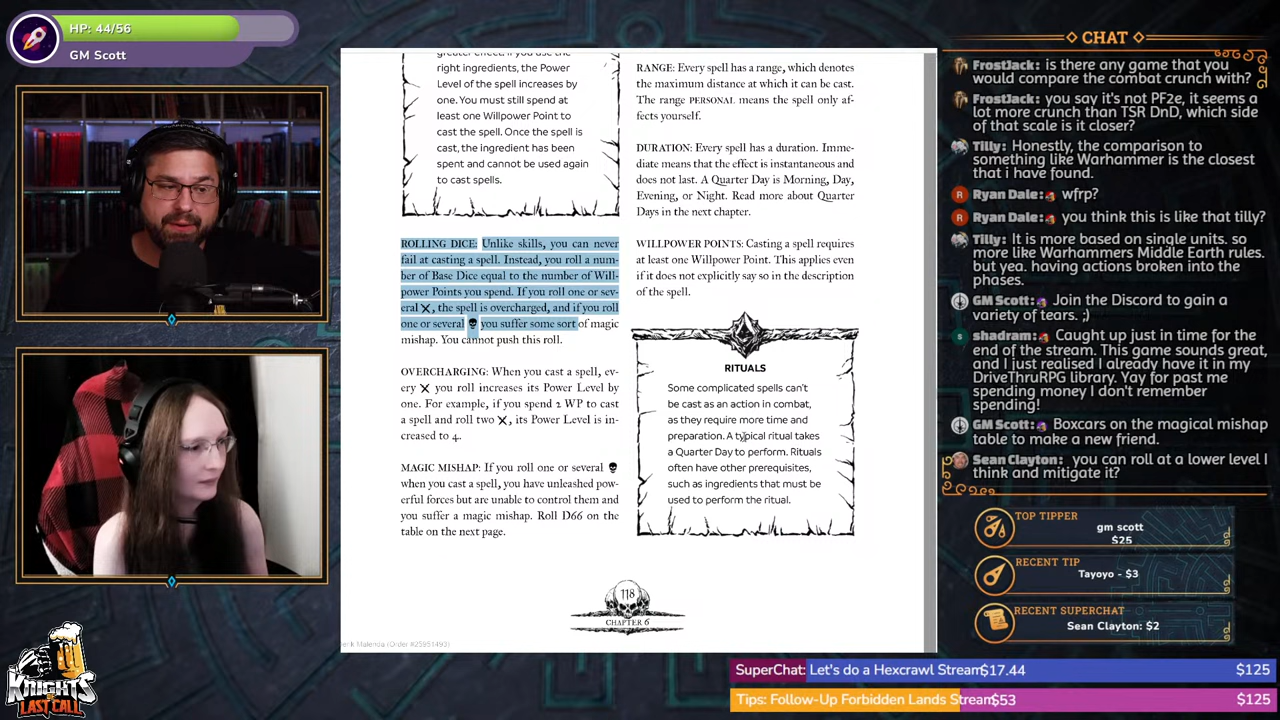 HP: 44/56
GM Scott
greater effect. If you use the
right ingredients, the Power
Level of the spell increases by
one. You must still spend at
least one Willpower Point to
cast the spell. Once the spell is
cast, the ingredient has been
spent and cannot be used again
to cast spells.
ROLLING DICE: Unlike skills, you can never
fail at casting a spell. Instead, you roll a num-
ber of Base Dice equal to the number of Will-
power Points you spend. If you roll one or sev-
eral ⚔, the spell is overcharged, and if you roll
one or several 💀 you suffer some sort of magic
mishap. You cannot push this roll.
OVERCHARGING: When you cast a spell, ev-
ery ⚔ you roll increases its Power Level by
one. For example, if you spend 2 WP to cast
a spell and roll two ⚔, its Power Level is in-
creased to 4.
MAGIC MISHAP: If you roll one or several 💀
when you cast a spell, you have unleashed pow-
erful forces but are unable to control them and
you suffer a magic mishap. Roll D66 on the
table on the next page.
RANGE: Every spell has a range, which denotes
the maximum distance at which it can be cast.
The range PERSONAL means the spell only af-
fects yourself.
DURATION: Every spell has a duration. Imme-
diate means that the effect is instantaneous and
does not last. A Quarter Day is Morning, Day,
Evening, or Night. Read more about Quarter
Days in the next chapter.
WILLPOWER POINTS: Casting a spell requires
at least one Willpower Point. This applies even
if it does not explicitly say so in the description
of the spell.
RITUALS
Some complicated spells can't
be cast as an action in combat,
as they require more time and
preparation. A typical ritual takes
a Quarter Day to perform. Rituals
often have other prerequisites,
such as ingredients that must be
used to perform the ritual.
118
CHAPTER 6
k Malenda (Order #25951493)
CHAT
FrostJack: is there any game that you
would compare the combat crunch with?
FrostJack: you say it's not PF2e, it seems a
lot more crunch than TSR DnD, which side
of that scale is it closer?
Tilly: Honestly, the comparison to
something like Warhammer is the closest
that i have found.
Ryan Dale: wfrp?
Ryan Dale: you think this is like that tilly?
Tilly: It is more based on single units. so
more like Warhammers Middle Earth rules.
but yea. having actions broken into the
phases.
GM Scott: Join the Discord to gain a
variety of tears. ;)
shadram: Caught up just in time for the
end of the stream. This game sounds great,
and I just realised I already have it in my
DriveThruRPG library. Yay for past me
spending money I don't remember
spending!
GM Scott: Boxcars on the magical mishap
table to make a new friend.
Sean Clayton: you can roll at a lower level I
think and mitigate it?
TOP TIPPER
gm scott
$25
RECENT TIP
Tayoyo - $3
RECENT SUPERCHAT
Sean Clayton: $2
KNIGHTS
OF
LAST CALL
SuperChat: Let's do a Hexcrawl Stream $17.44 $125
Tips: Follow-Up Forbidden Lands Stream $53 $125